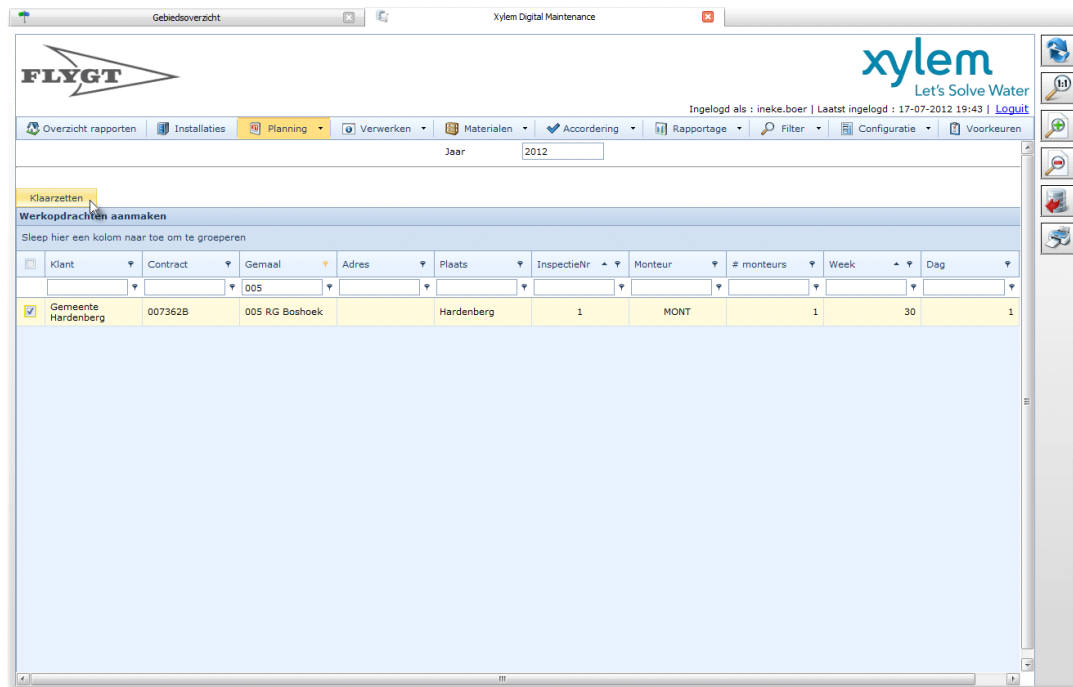 Gebiedsoverzicht
Xylem Digital Maintenance
FLYGT
xylem
Let's Solve Water
Ingelogd als : ineke.boer | Laatst ingelogd : 17-07-2012 19:43 | Loguit
1:1
Overzicht rapporten Installaties Planning Verwerken Materialen Accordering Rapportage Filter Configuratie Voorkeuren
Jaar 2012
Klaarzetten
Werkopdrachten aanmaken
Sleep hier een kolom naar toe om te groeperen
Klant Contract Gemaal Adres Plaats InspectieNr Monteur # monteurs Week Dag
005
Gemeente Hardenberg 007362B 005 RG Boshoek Hardenberg 1 MONT 1 30 1